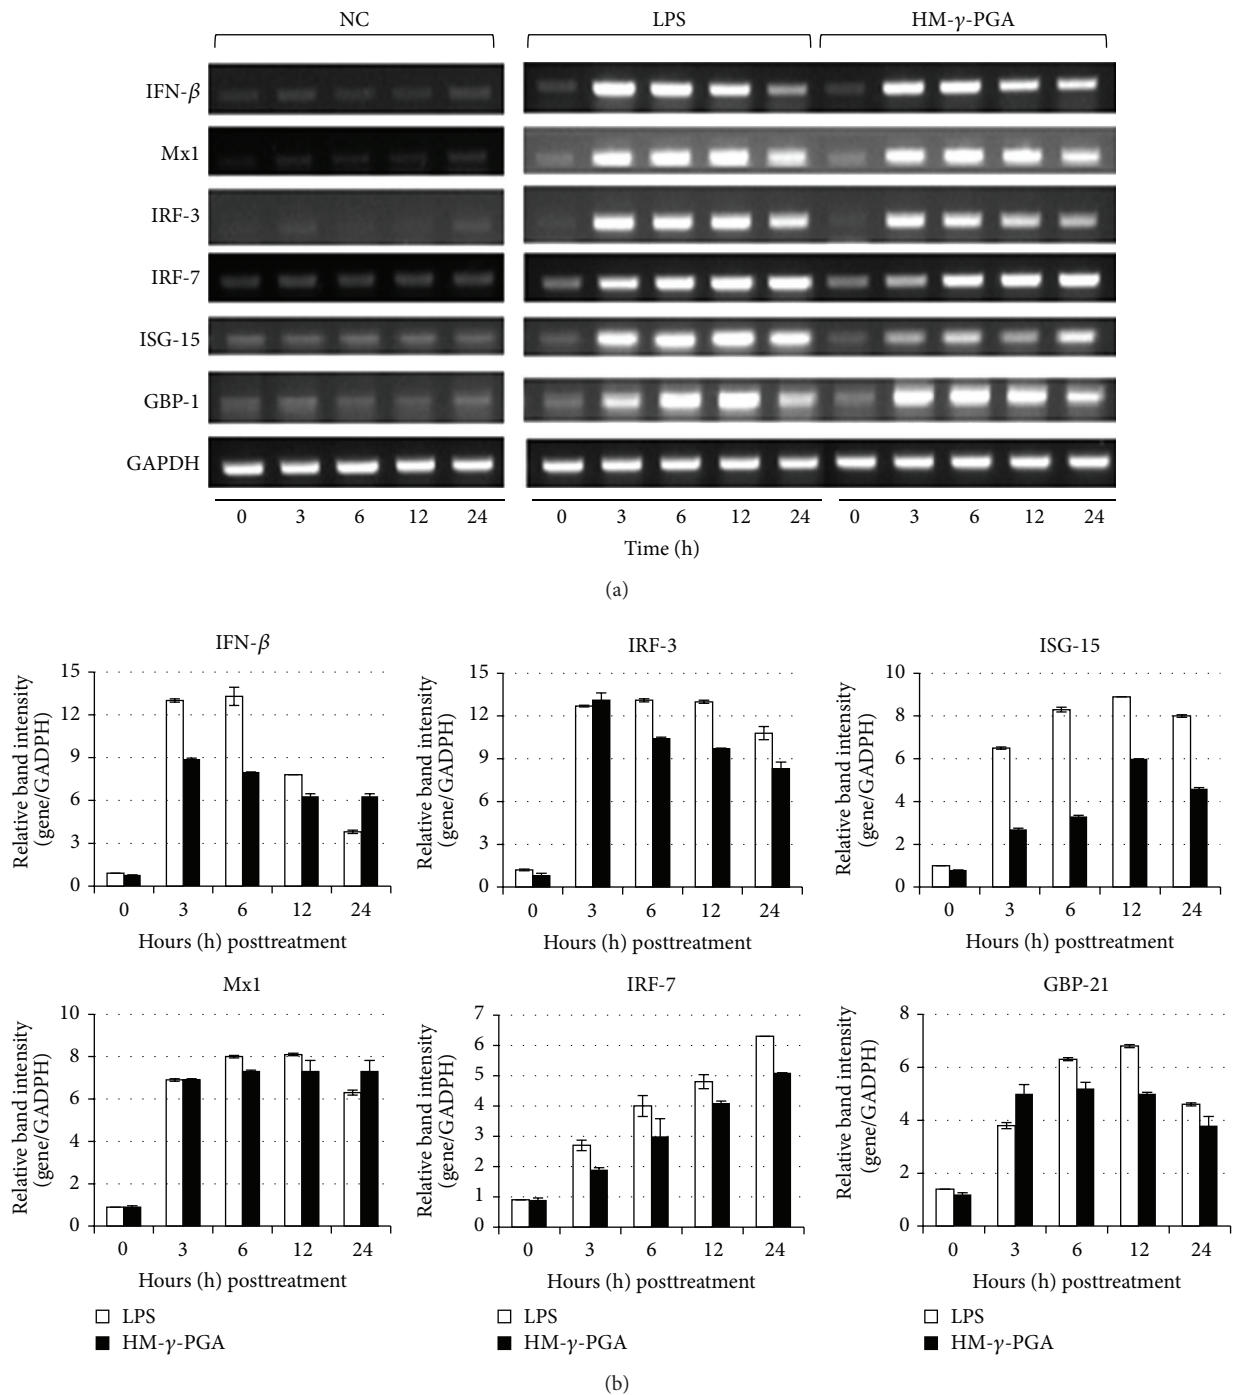 NC LPS HM-γ-PGA
IFN-β
Mx1
IRF-3
IRF-7
ISG-15
GBP-1
GAPDH
0 3 6 12 24 0 3 6 12 24 0 3 6 12 24
Time (h)
(a)
IFN-β
Relative band intensity
(gene/GADPH)
15
12
9
6
3
0
0 3 6 12 24
Hours (h) posttreatment
IRF-3
Relative band intensity
(gene/GADPH)
15
12
9
6
3
0
0 3 6 12 24
Hours (h) posttreatment
ISG-15
Relative band intensity
(gene/GADPH)
10
8
6
4
2
0
0 3 6 12 24
Hours (h) posttreatment
Mx1
Relative band intensity
(gene/GADPH)
10
8
6
4
2
0
0 3 6 12 24
Hours (h) posttreatment
LPS
HM-γ-PGA
IRF-7
Relative band intensity
(gene/GADPH)
7
6
5
4
3
2
1
0
0 3 6 12 24
Hours (h) posttreatment
LPS
HM-γ-PGA
GBP-21
Relative band intensity
(gene/GADPH)
8
6
4
2
0
0 3 6 12 24
Hours (h) posttreatment
LPS
HM-γ-PGA
(b)